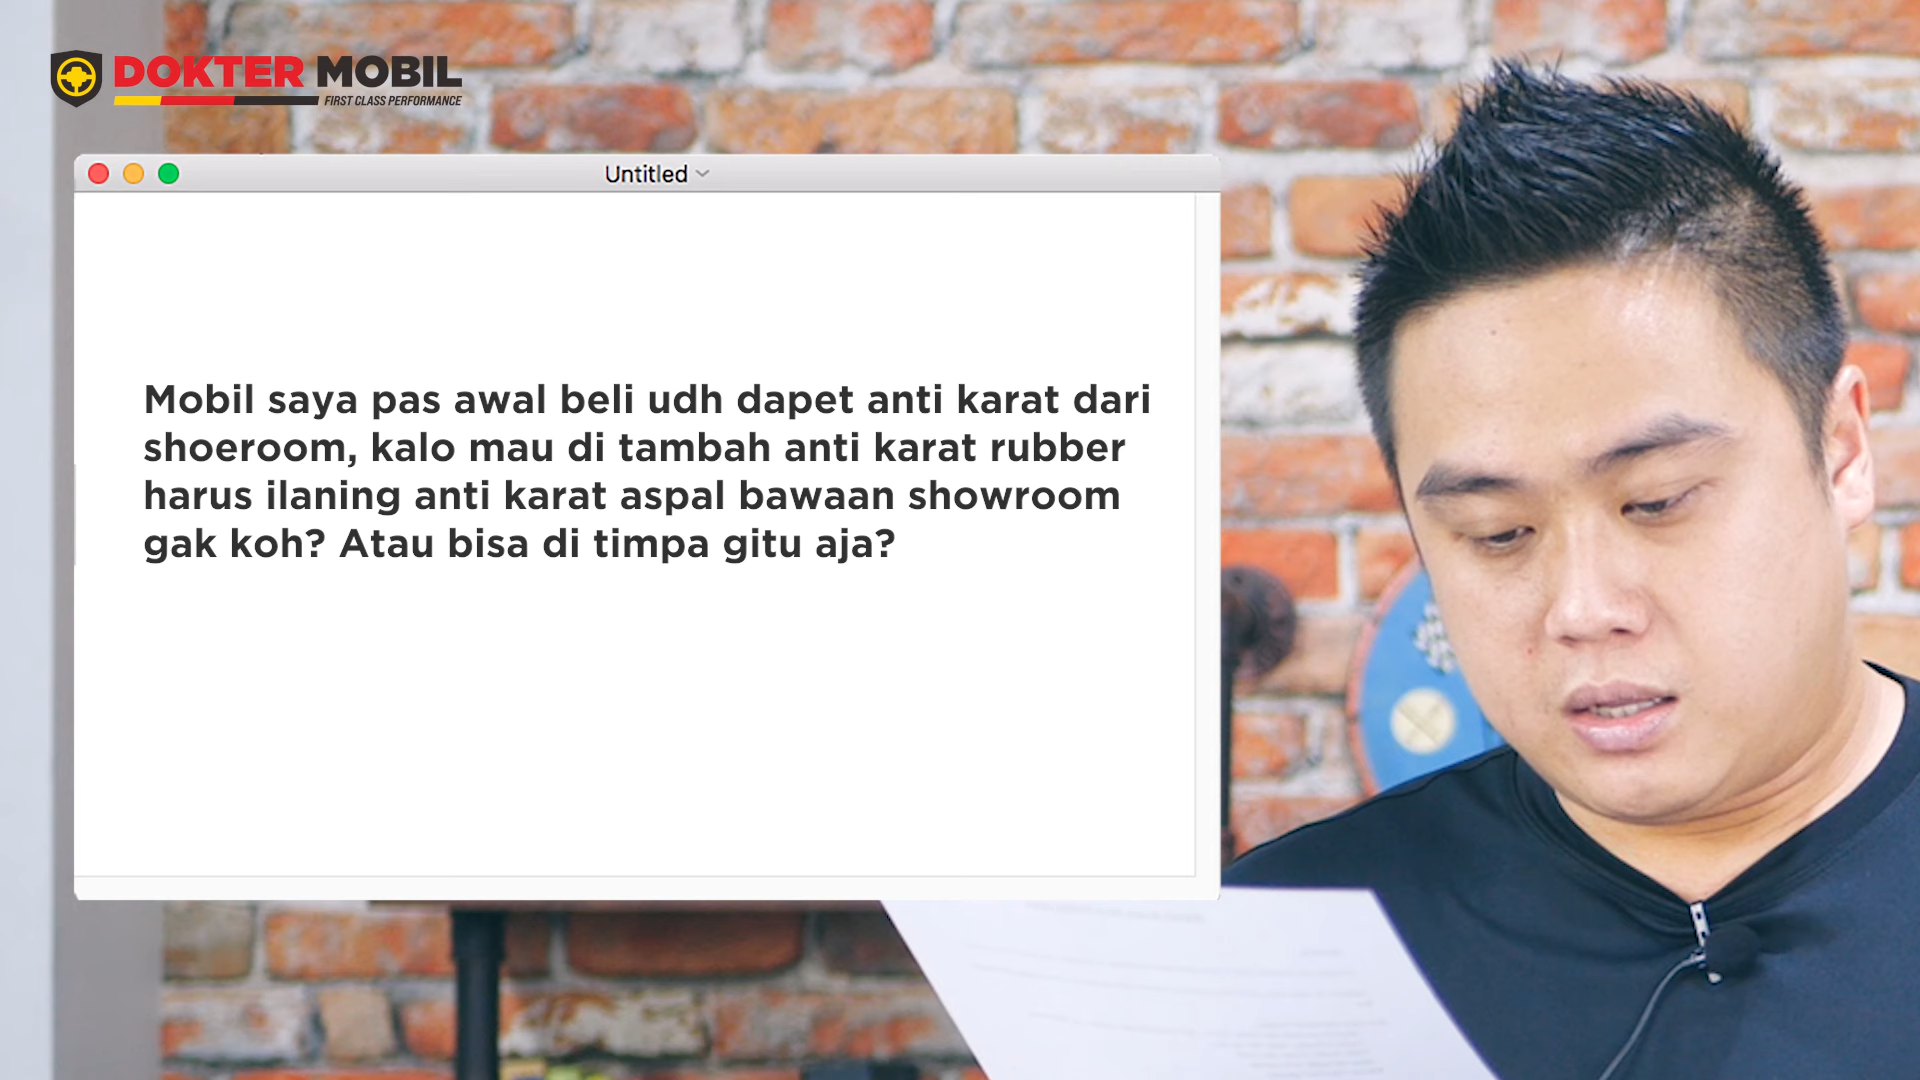 DOKTER MOBIL
FIRST CLASS PERFORMANCE
Untitled
Mobil saya pas awal beli udh dapet anti karat dari
shoeroom, kalo mau di tambah anti karat rubber
harus ilaning anti karat aspal bawaan showroom
gak koh? Atau bisa di timpa gitu aja?